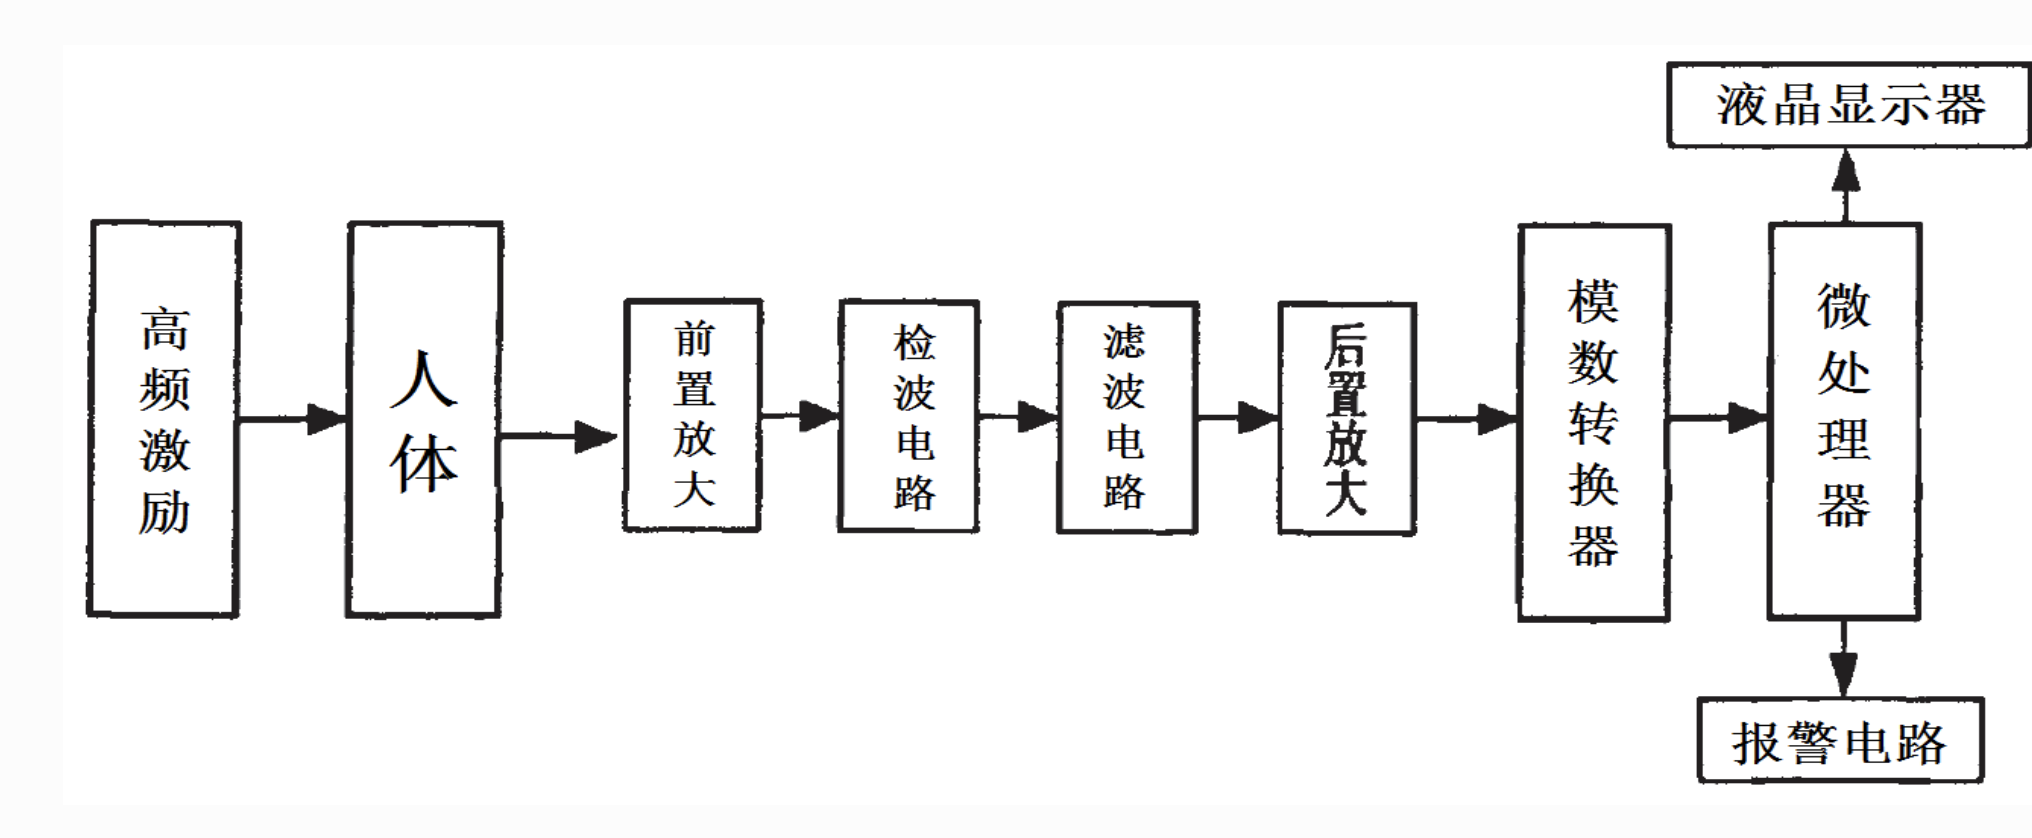 高频激励
人体
前置放大
检波电路
滤波电路
后置放大
模数转换器
微处理器
液晶显示器
报警电路